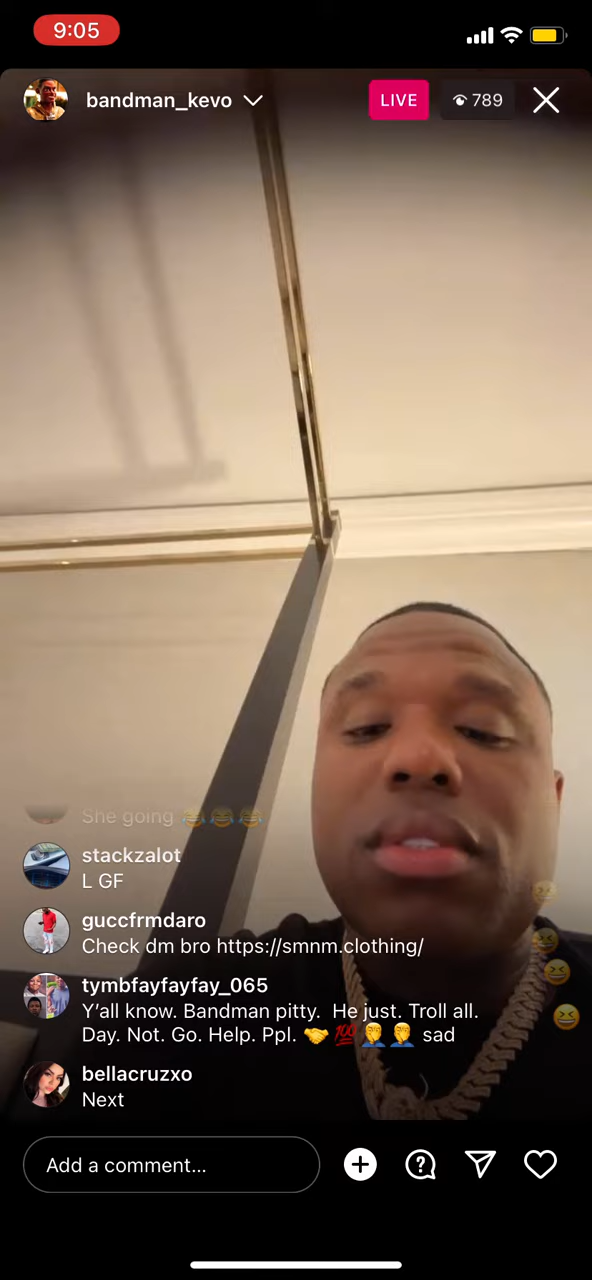 9:05
bandman_kevo
LIVE
789
She going 😂😂😂
stackzalot
L GF
guccfrmdaro
Check dm bro https://smnm.clothing/
tymbfayfayfay_065
Y'all know. Bandman pitty.  He just. Troll all.
Day. Not. Go. Help. Ppl. 🤝💯🤦‍♂️🤦‍♂️ sad
bellacruzxo
Next
Add a comment...